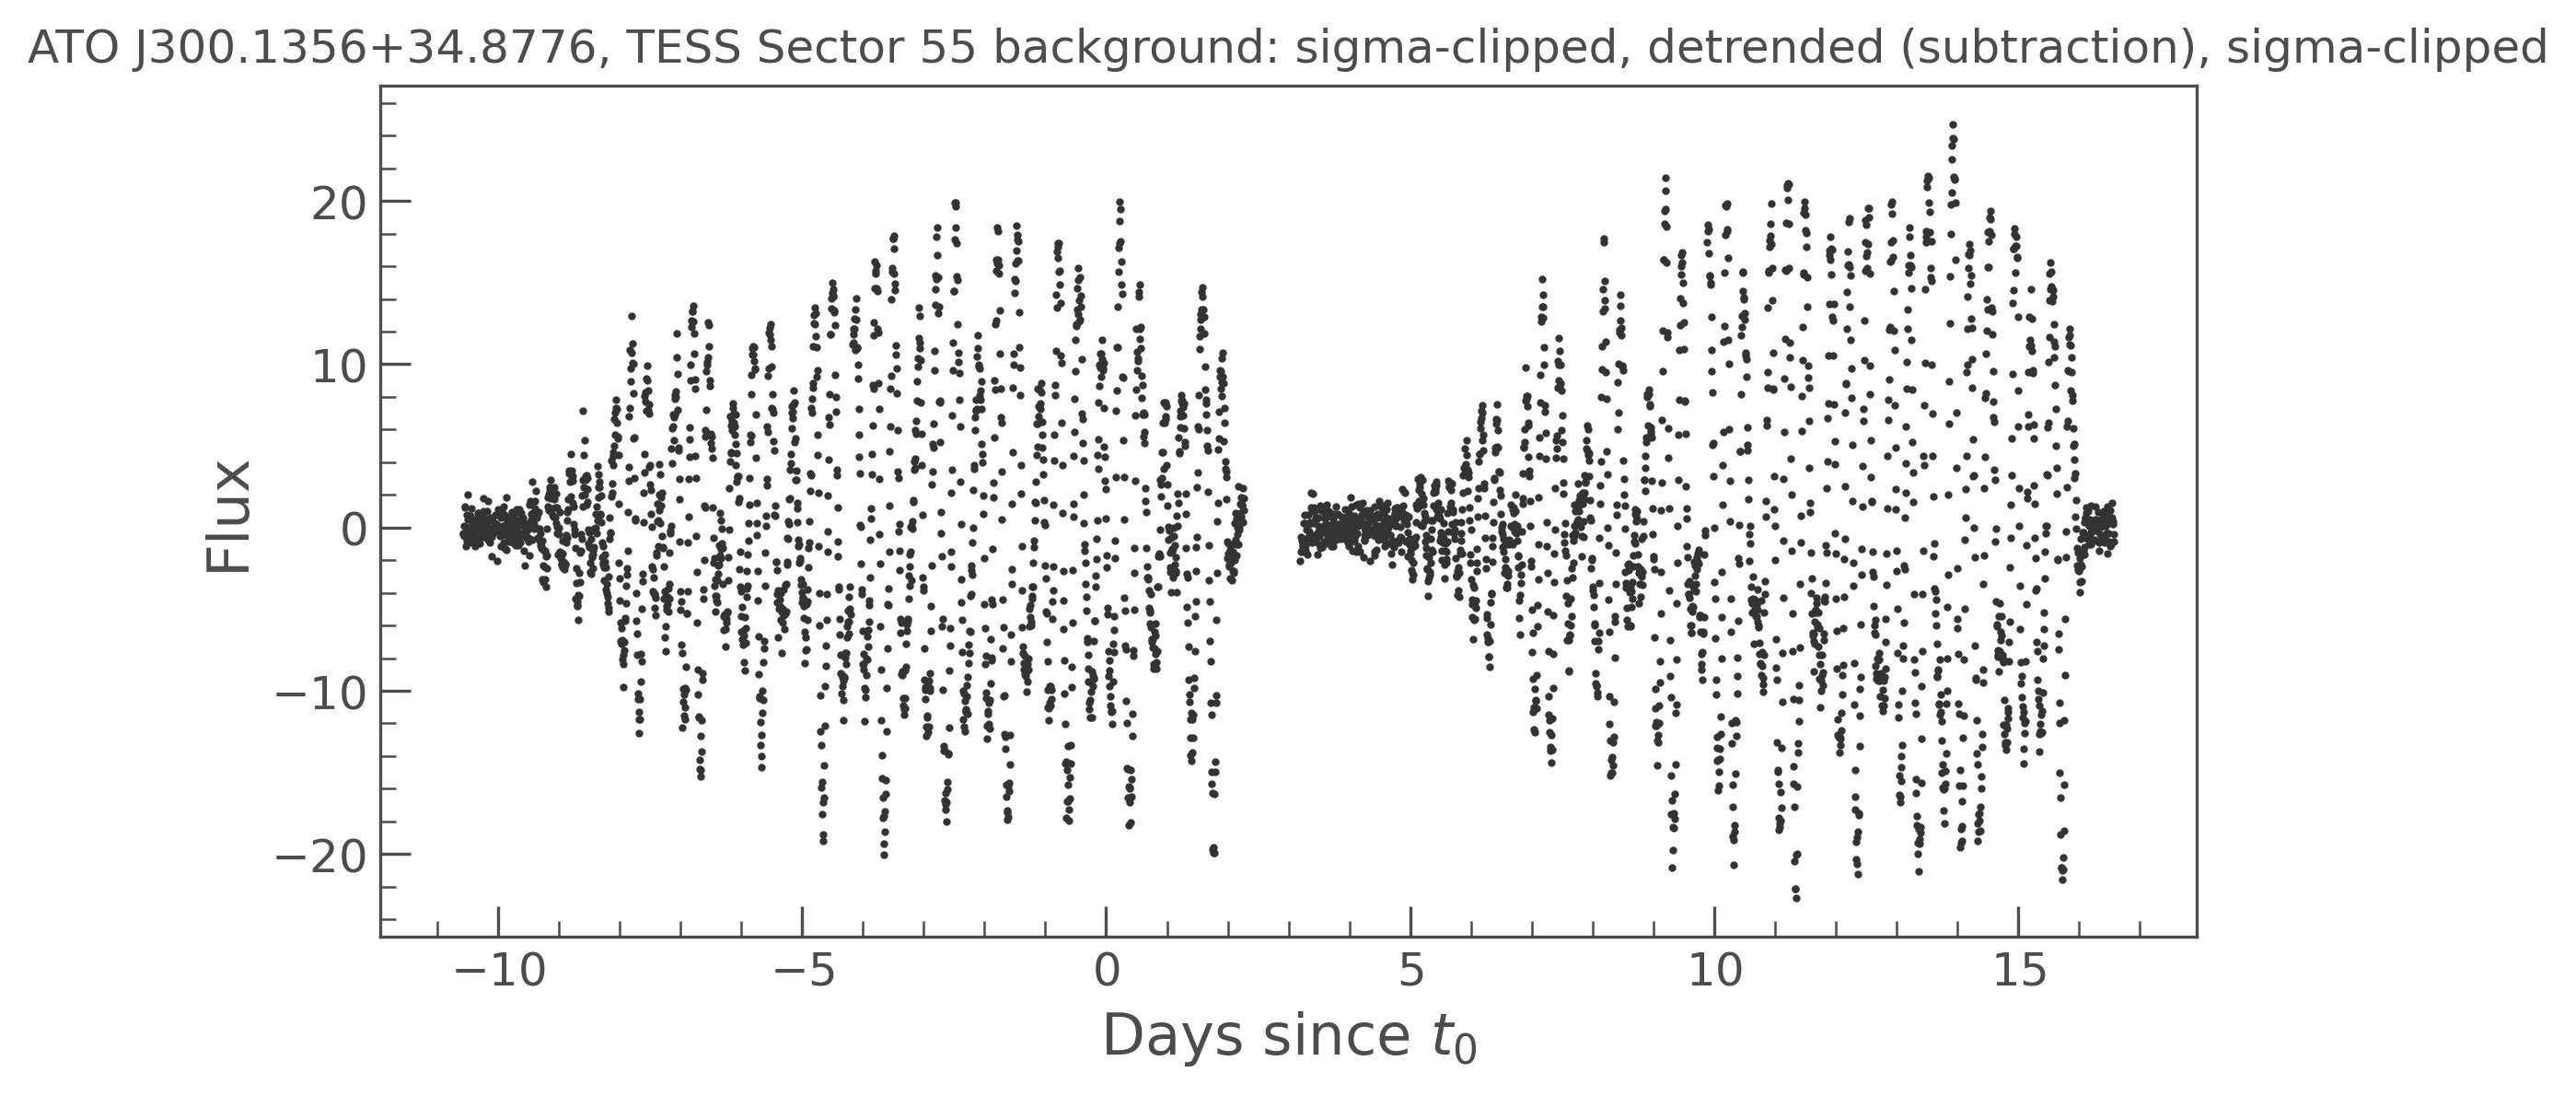 ATO J300.1356+34.8776, TESS Sector 55 background: sigma-clipped, detrended (subtraction), sigma-clipped
Flux
20
10
0
−10
−20
−10 −5 0 5 10 15
Days since t0